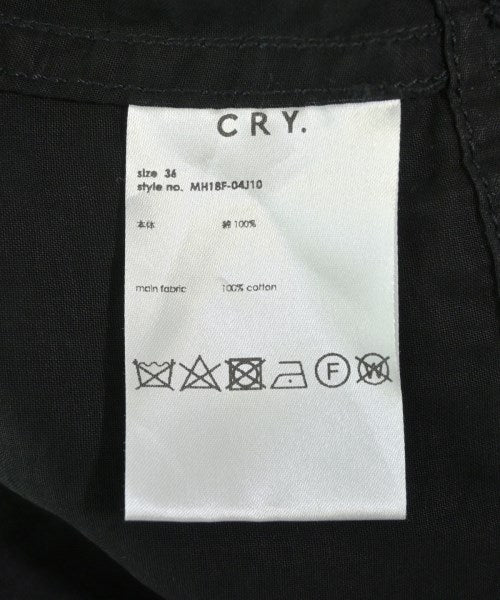 CRY.
size 36
style no. MH18F-04J10
本体 綿 100%
main fabric 100% cotton
F W